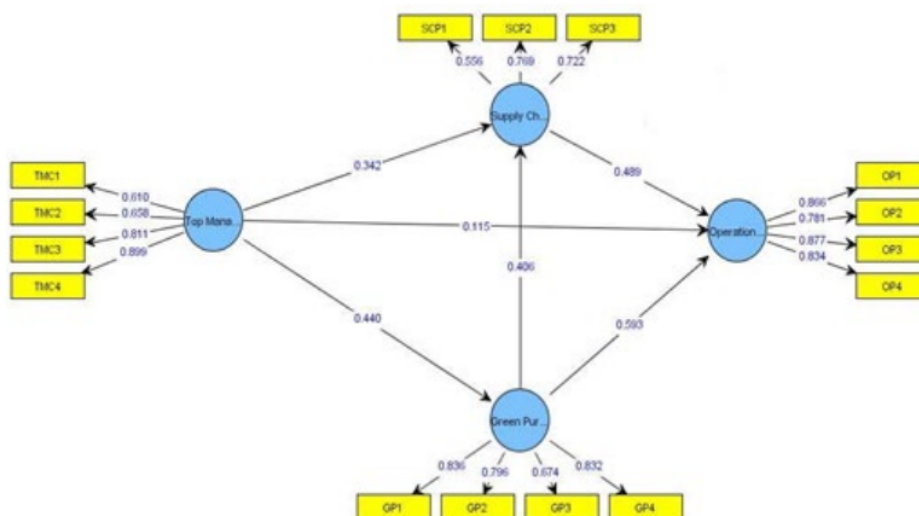 SCP1 SCP2 SCP3
0.556 0.769 0.722
Supply Ch...
TMC1
TMC2
TMC3
TMC4
0.610
0.658
0.811
0.899
Top Mana...
0.342
0.115
0.440
0.406
0.489
0.593
Operation...
0.866
0.781
0.877
0.834
OP1
OP2
OP3
OP4
Green Pur...
0.836 0.796 0.674 0.832
GP1 GP2 GP3 GP4